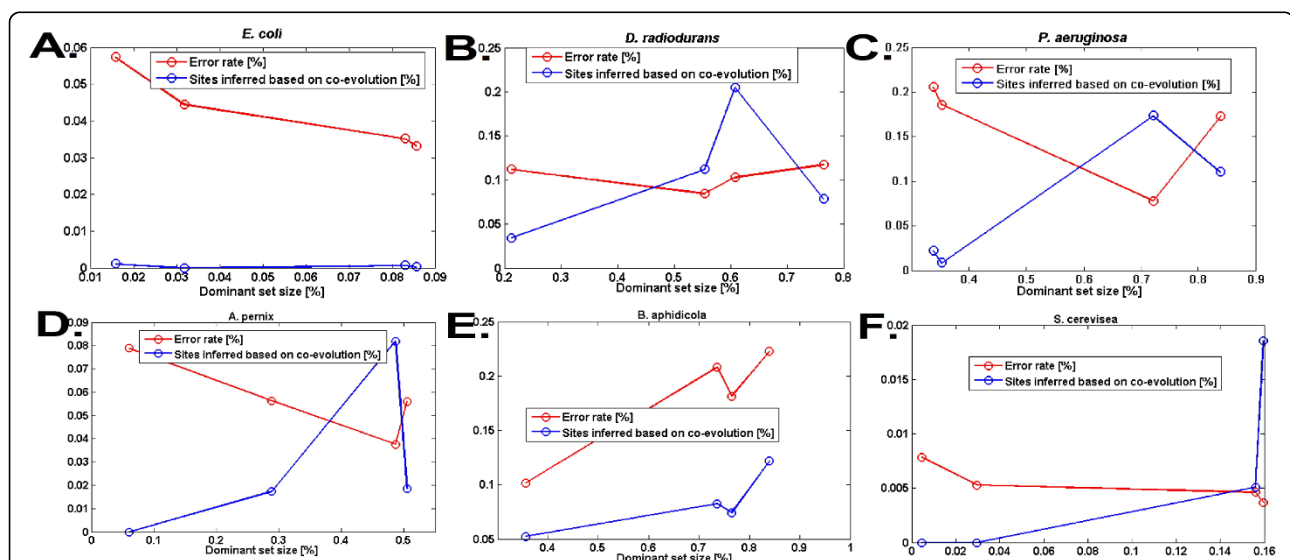 A.
E. coli
0.06
0.05
0.04
0.03
0.02
0.01
0
Error rate [%]
Sites inferred based on co-evolution [%]
0.01 0.02 0.03 0.04 0.05 0.06 0.07 0.08 0.09
Dominant set size [%]
B.
D. radiodurans
0.25
0.2
0.15
0.1
0.05
0
Error rate [%]
Sites inferred based on co-evolution [%]
0.2 0.3 0.4 0.5 0.6 0.7 0.8
Dominant set size [%]
C.
P. aeruginosa
0.25
0.2
0.15
0.1
0.05
0
Error rate [%]
Sites inferred based on co-evolution [%]
0.4 0.5 0.6 0.7 0.8 0.9
Dominant set size [%]
D.
A. pernix
0.09
0.08
0.07
0.06
0.05
0.04
0.03
0.02
0.01
0
Error rate [%]
Sites inferred based on co-evolution [%]
0 0.1 0.2 0.3 0.4 0.5
Dominant set size [%]
E.
B. aphidicola
0.25
0.2
0.15
0.1
0.05
Error rate [%]
Sites inferred based on co-evolution [%]
0.4 0.5 0.6 0.7 0.8 0.9 1
Dominant set size [%]
F.
S. cerevisea
0.02
0.015
0.01
0.005
0
Error rate [%]
Sites inferred based on co-evolution [%]
0 0.02 0.04 0.06 0.08 0.10 0.12 0.14 0.16
Dominant set size [%]